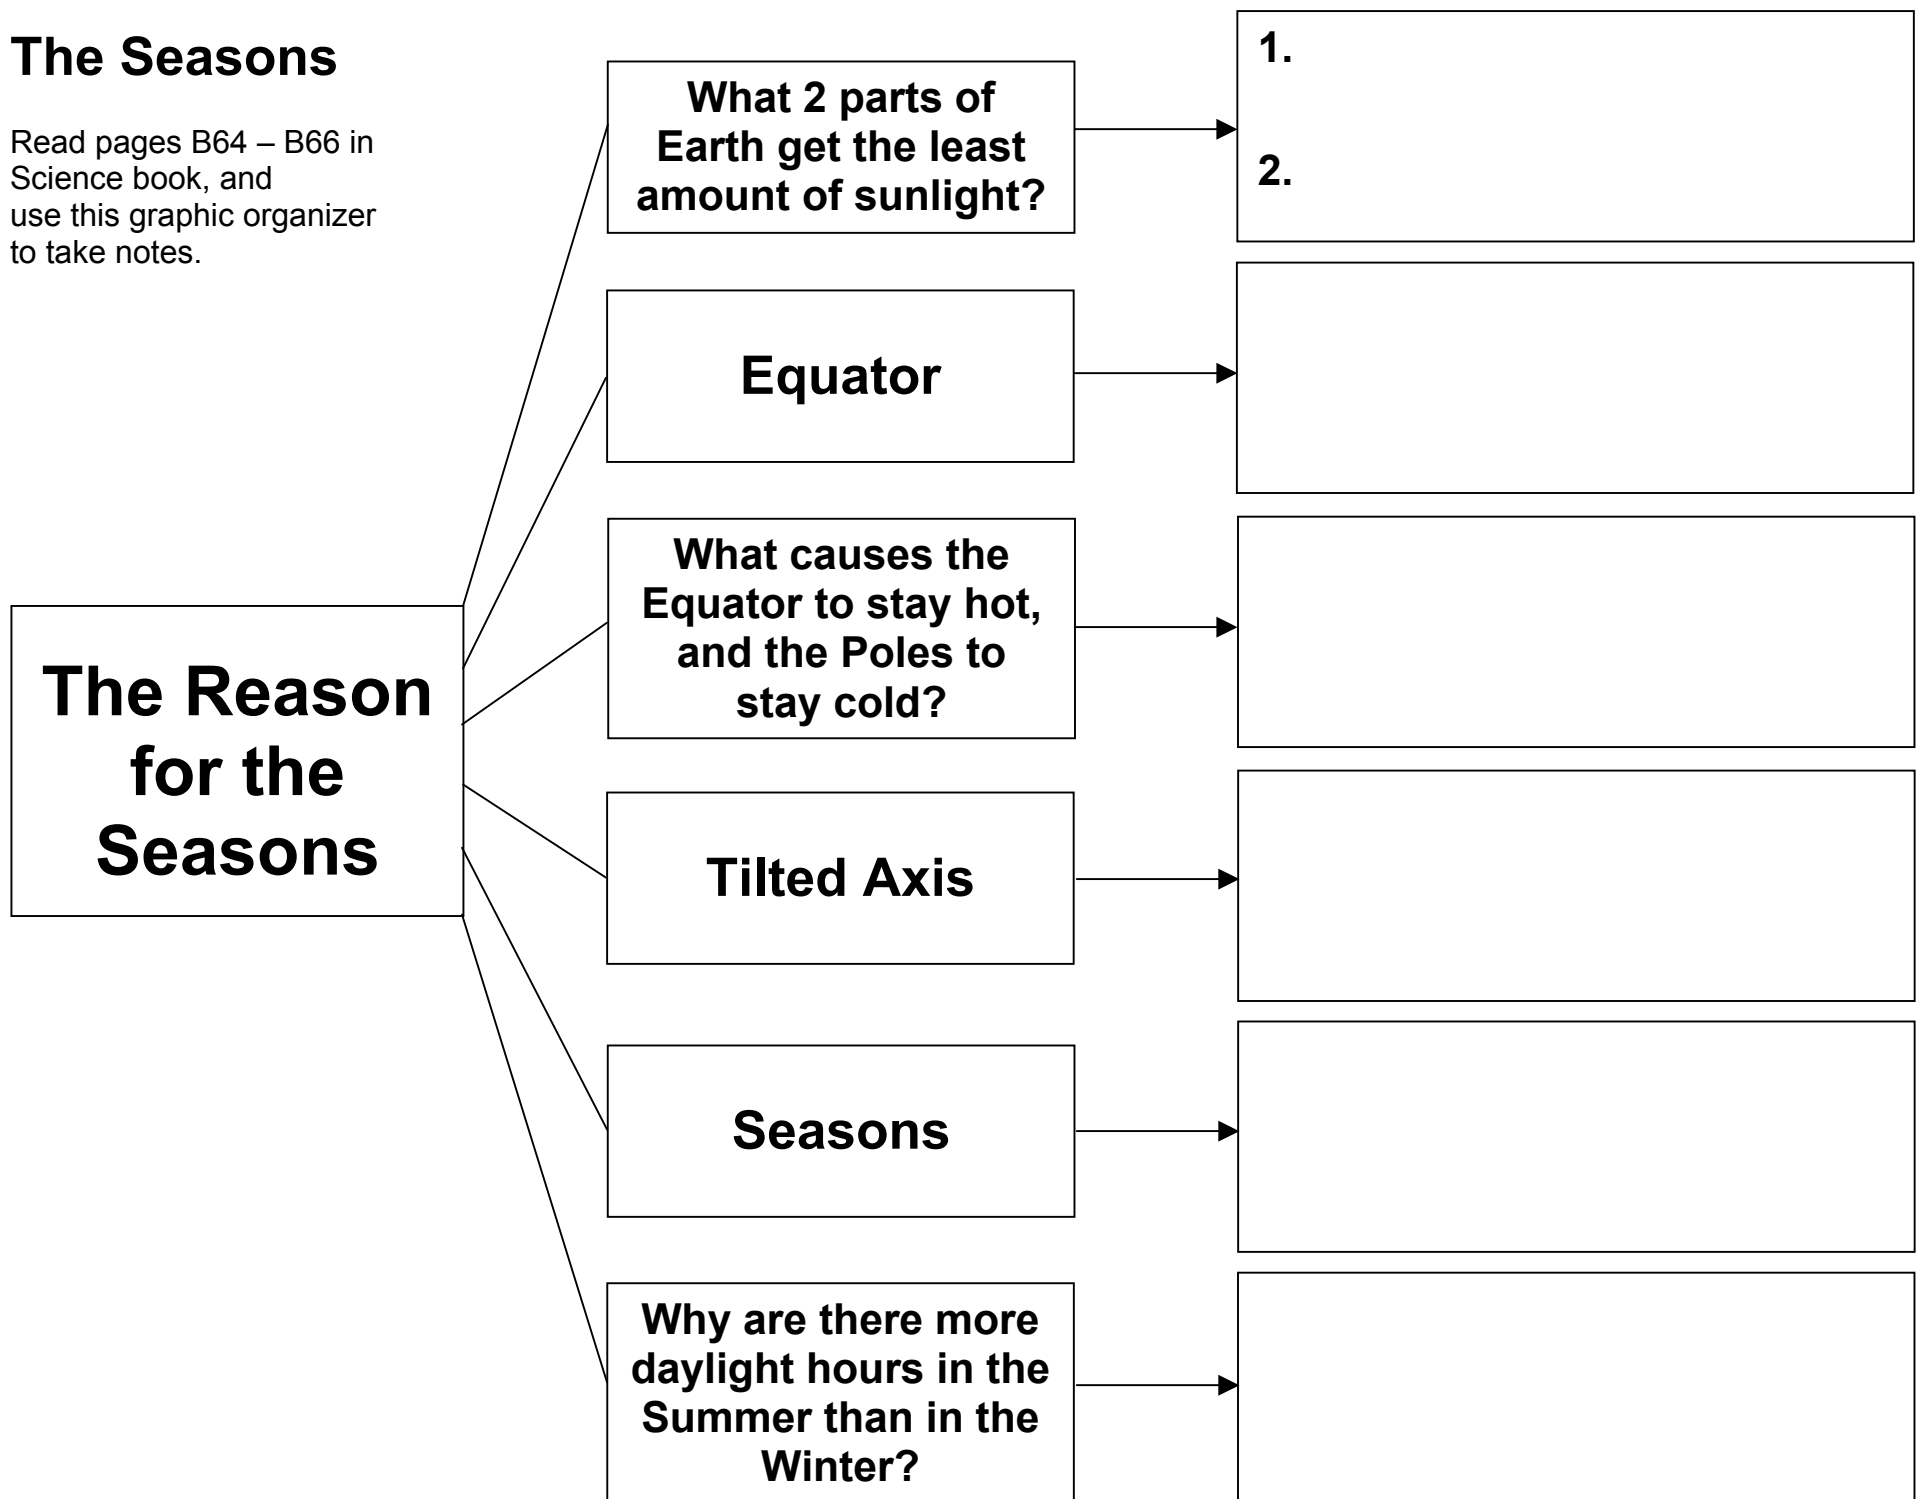 The Seasons
Read pages B64 – B66 in
Science book, and
use this graphic organizer
to take notes.
The Reason
for the
Seasons
What 2 parts of
Earth get the least
amount of sunlight?
1.
2.
Equator
What causes the
Equator to stay hot,
and the Poles to
stay cold?
Tilted Axis
Seasons
Why are there more
daylight hours in the
Summer than in the
Winter?